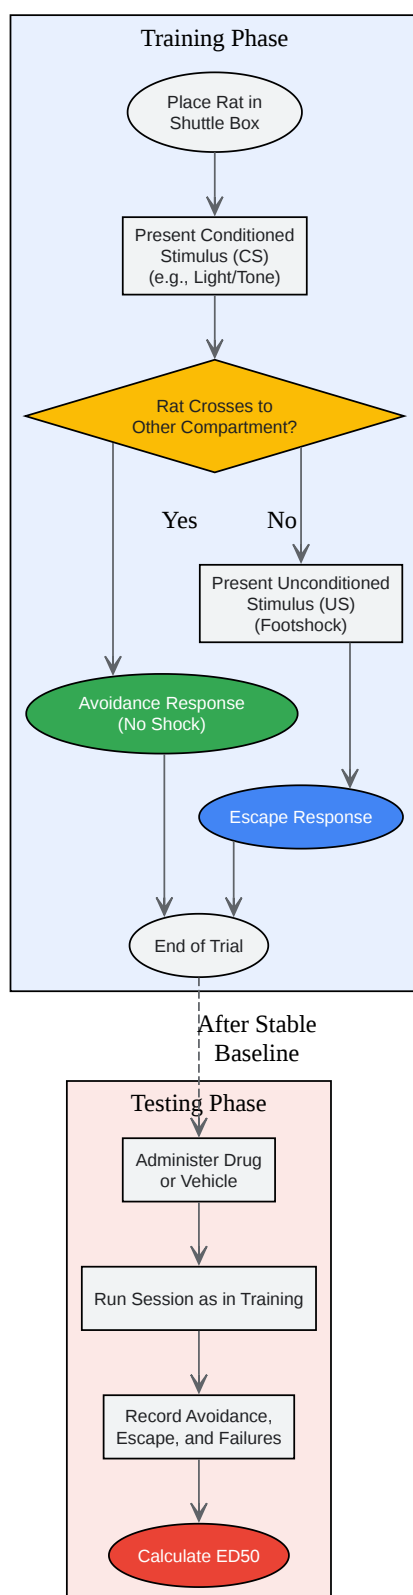 Training Phase
Place Rat in
Shuttle Box
Present Conditioned
Stimulus (CS)
(e.g., Light/Tone)
Rat Crosses to
Other Compartment?
Yes
No
Present Unconditioned
Stimulus (US)
(Footshock)
Avoidance Response
(No Shock)
Escape Response
End of Trial
After Stable
Baseline
Testing Phase
Administer Drug
or Vehicle
Run Session as in Training
Record Avoidance,
Escape, and Failures
Calculate ED50